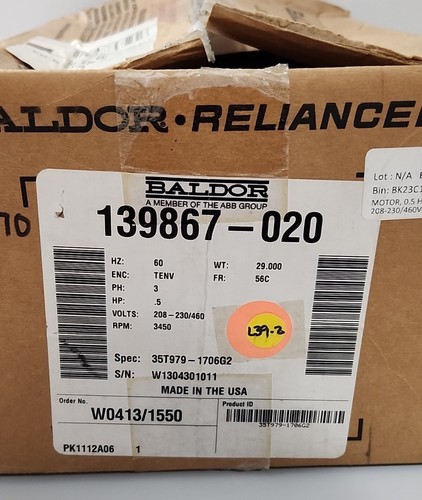 BALDOR·RELIANCE
Lot: N/A
Bin: BK23C1
MOTOR, 0.5 H
208-230/460V
70
BALDOR
A MEMBER OF THE ABB GROUP
139867-020
HZ: 60
WT: 29.000
ENC: TENV
FR: 56C
PH: 3
HP: .5
VOLTS: 208-230/460
RPM: 3450
L39-2
Spec: 35T979-1706G2
S/N: W1304301011
MADE IN THE USA
Order No.
W0413/1550
Product ID
35T979-1706G2
PK1112A06 1